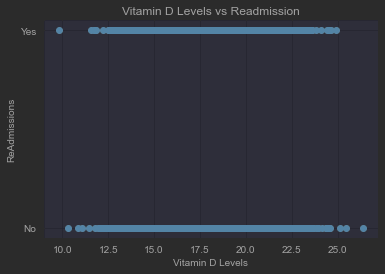 Vitamin D Levels vs Readmission
Yes
ReAdmissions
No
10.0 12.5 15.0 17.5 20.0 22.5 25.0
Vitamin D Levels